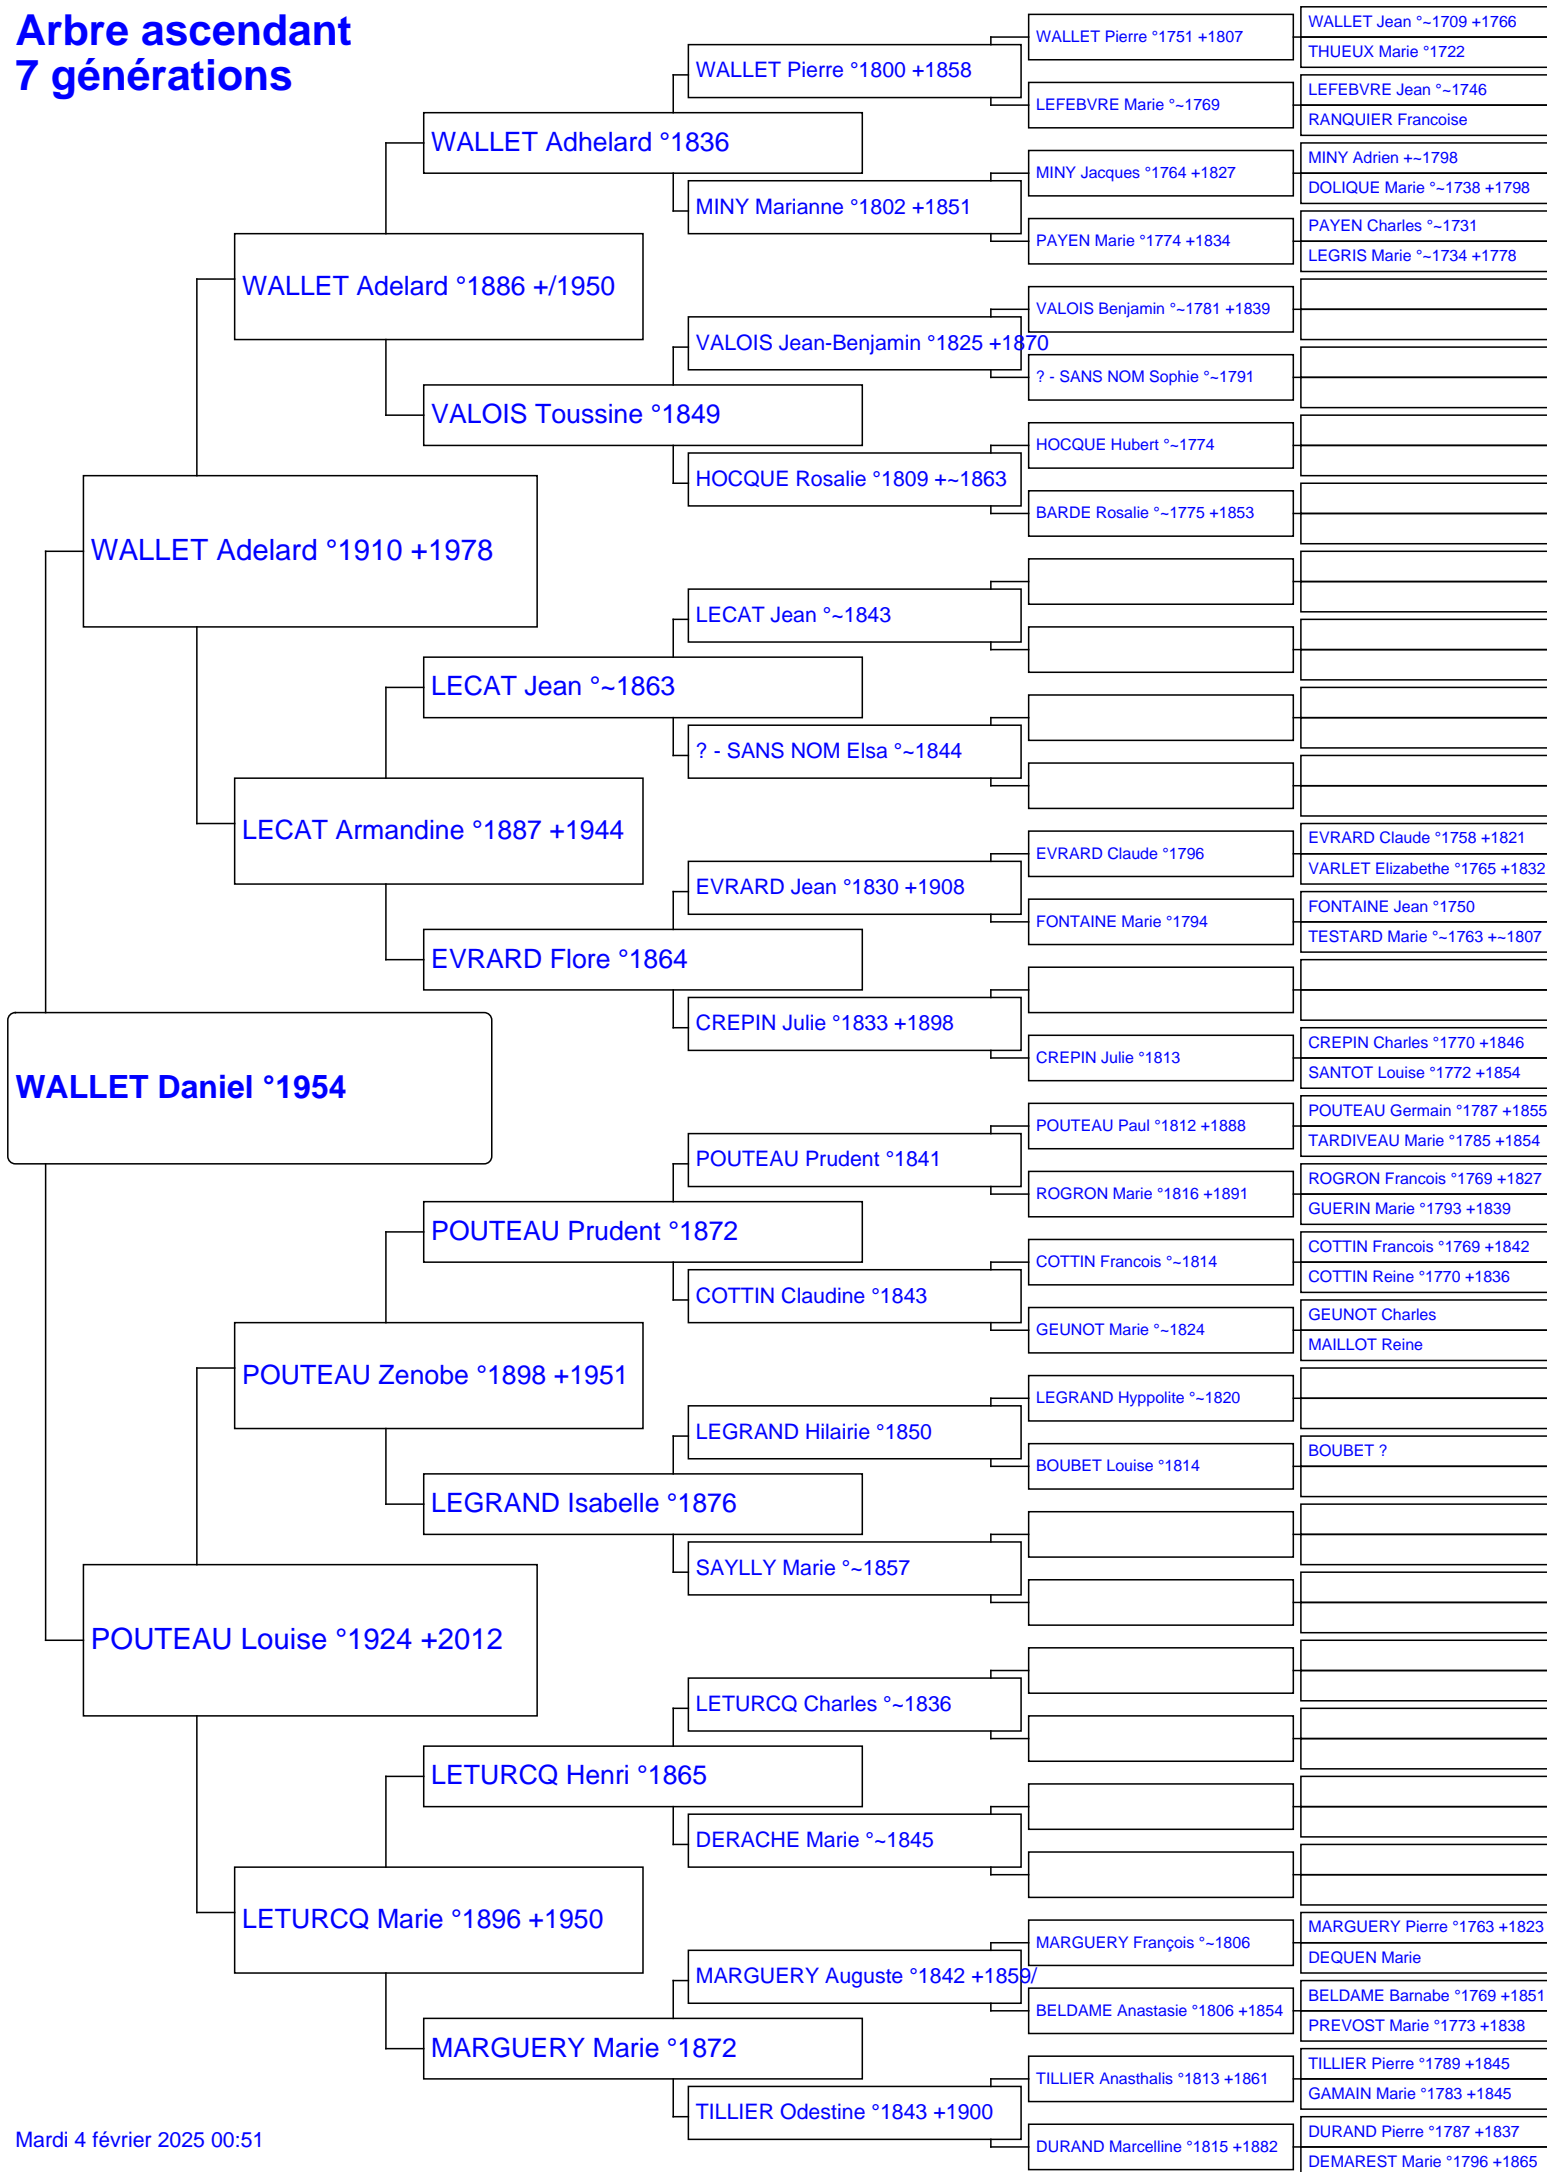 Arbre ascendant
7 générations
WALLET Daniel °1954
WALLET Adelard °1910 +1978
POUTEAU Louise °1924 +2012
WALLET Adelard °1886 +/1950
LECAT Armandine °1887 +1944
POUTEAU Zenobe °1898 +1951
LETURCQ Marie °1896 +1950
WALLET Adhelard °1836
VALOIS Toussine °1849
LECAT Jean °~1863
EVRARD Flore °1864
POUTEAU Prudent °1872
LEGRAND Isabelle °1876
LETURCQ Henri °1865
MARGUERY Marie °1872
WALLET Pierre °1800 +1858
MINY Marianne °1802 +1851
VALOIS Jean-Benjamin °1825 +1870
HOCQUE Rosalie °1809 +~1863
LECAT Jean °~1843
? - SANS NOM Elsa °~1844
EVRARD Jean °1830 +1908
CREPIN Julie °1833 +1898
POUTEAU Prudent °1841
COTTIN Claudine °1843
LEGRAND Hilairie °1850
SAYLLY Marie °~1857
LETURCQ Charles °~1836
DERACHE Marie °~1845
MARGUERY Auguste °1842 +1859/
TILLIER Odestine °1843 +1900
WALLET Pierre °1751 +1807
LEFEBVRE Marie °~1769
MINY Jacques °1764 +1827
PAYEN Marie °1774 +1834
VALOIS Benjamin °~1781 +1839
? - SANS NOM Sophie °~1791
HOCQUE Hubert °~1774
BARDE Rosalie °~1775 +1853
EVRARD Claude °1796
FONTAINE Marie °1794
CREPIN Julie °1813
POUTEAU Paul °1812 +1888
ROGRON Marie °1816 +1891
COTTIN Francois °~1814
GEUNOT Marie °~1824
LEGRAND Hyppolite °~1820
BOUBET Louise °1814
MARGUERY François °~1806
BELDAME Anastasie °1806 +1854
TILLIER Anasthalis °1813 +1861
DURAND Marcelline °1815 +1882
WALLET Jean °~1709 +1766
THUEUX Marie °1722
LEFEBVRE Jean °~1746
RANQUIER Francoise
MINY Adrien +~1798
DOLIQUE Marie °~1738 +1798
PAYEN Charles °~1731
LEGRIS Marie °~1734 +1778
EVRARD Claude °1758 +1821
VARLET Elizabethe °1765 +1832
FONTAINE Jean °1750
TESTARD Marie °~1763 +~1807
CREPIN Charles °1770 +1846
SANTOT Louise °1772 +1854
POUTEAU Germain °1787 +1855
TARDIVEAU Marie °1785 +1854
ROGRON Francois °1769 +1827
GUERIN Marie °1793 +1839
COTTIN Francois °1769 +1842
COTTIN Reine °1770 +1836
GEUNOT Charles
MAILLOT Reine
BOUBET ?
MARGUERY Pierre °1763 +1823
DEQUEN Marie
BELDAME Barnabe °1769 +1851
PREVOST Marie °1773 +1838
TILLIER Pierre °1789 +1845
GAMAIN Marie °1783 +1845
DURAND Pierre °1787 +1837
DEMAREST Marie °1796 +1865
Mardi 4 février 2025 00:51